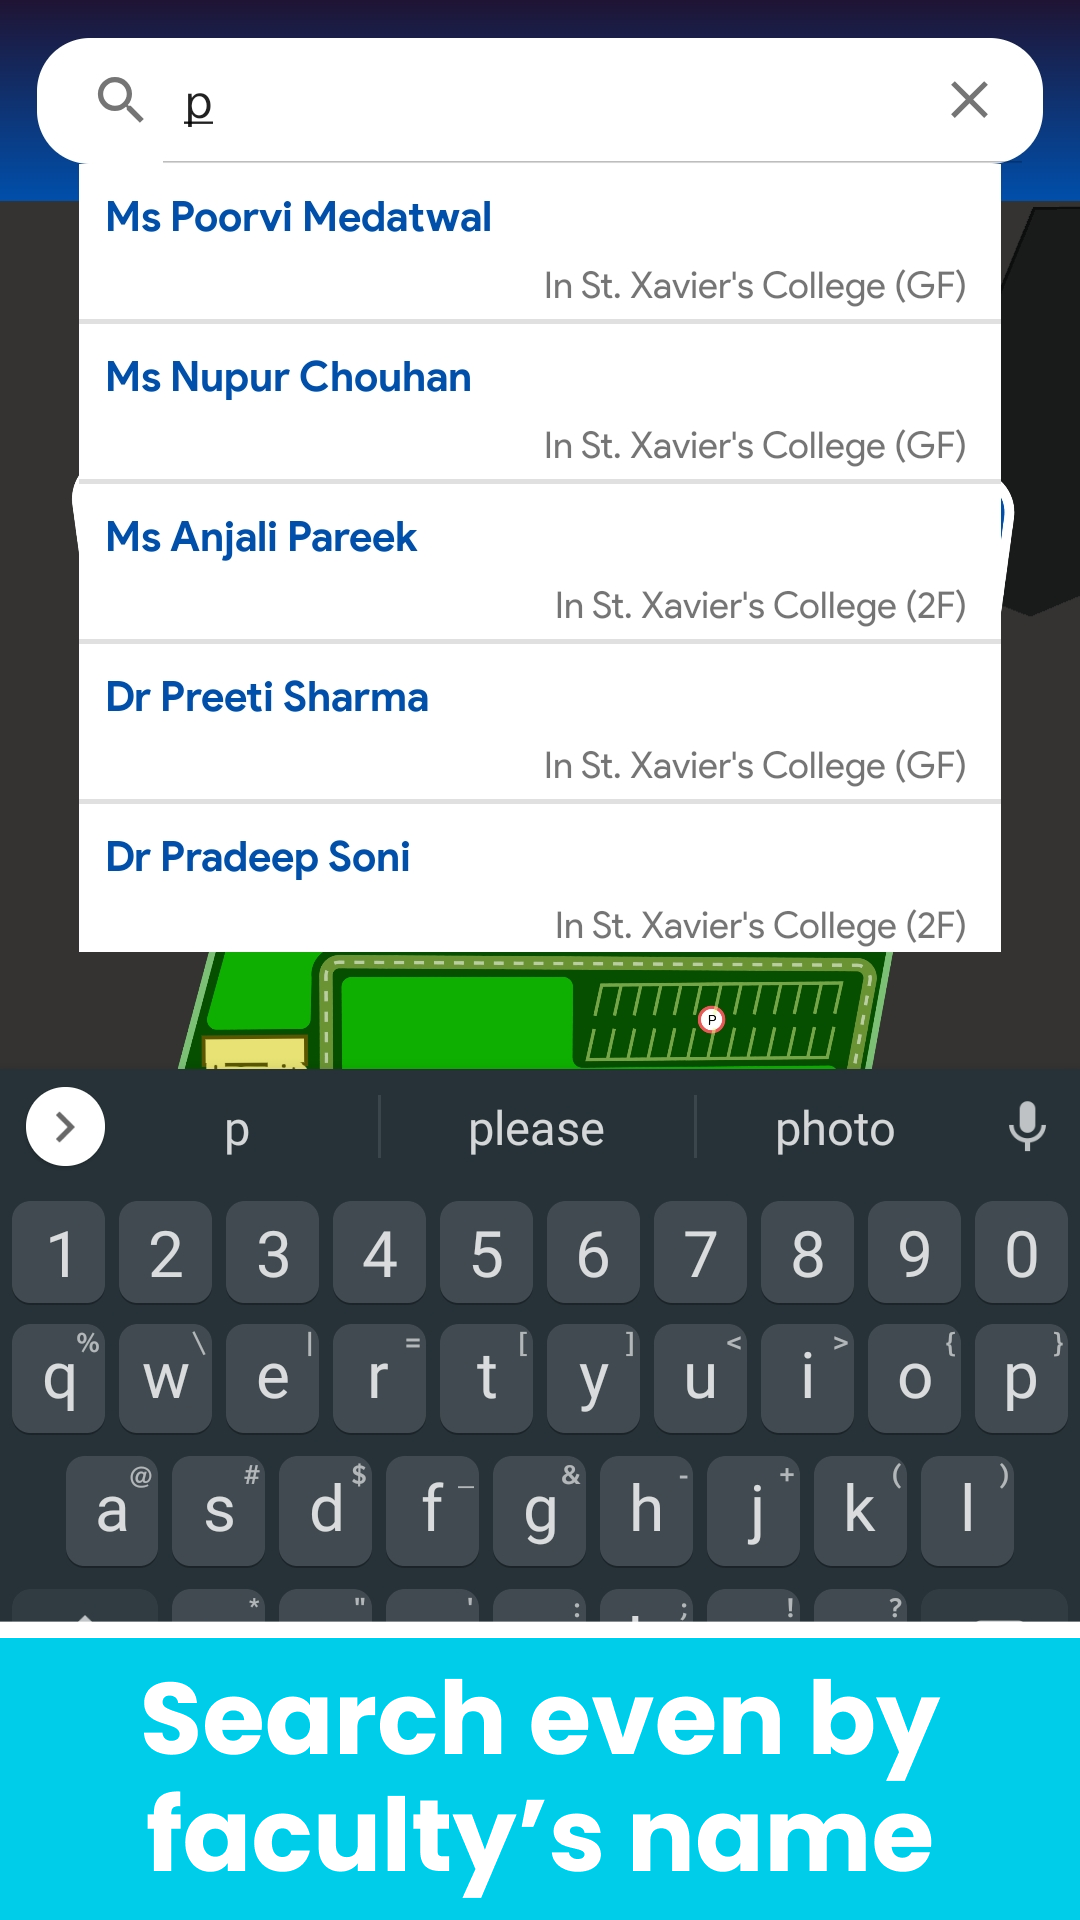 p
Ms Poorvi Medatwal
In St. Xavier's College (GF)
Ms Nupur Chouhan
In St. Xavier's College (GF)
Ms Anjali Pareek
In St. Xavier's College (2F)
Dr Preeti Sharma
In St. Xavier's College (GF)
Dr Pradeep Soni
In St. Xavier's College (2F)
P
p please photo
1 2 3 4 5 6 7 8 9 0
% \ | = [ ] < > { }
q w e r t y u i o p
@ # $ _ & - + ( )
a s d f g h j k l
* " ' : ; ! ?
Search even by
faculty’s name